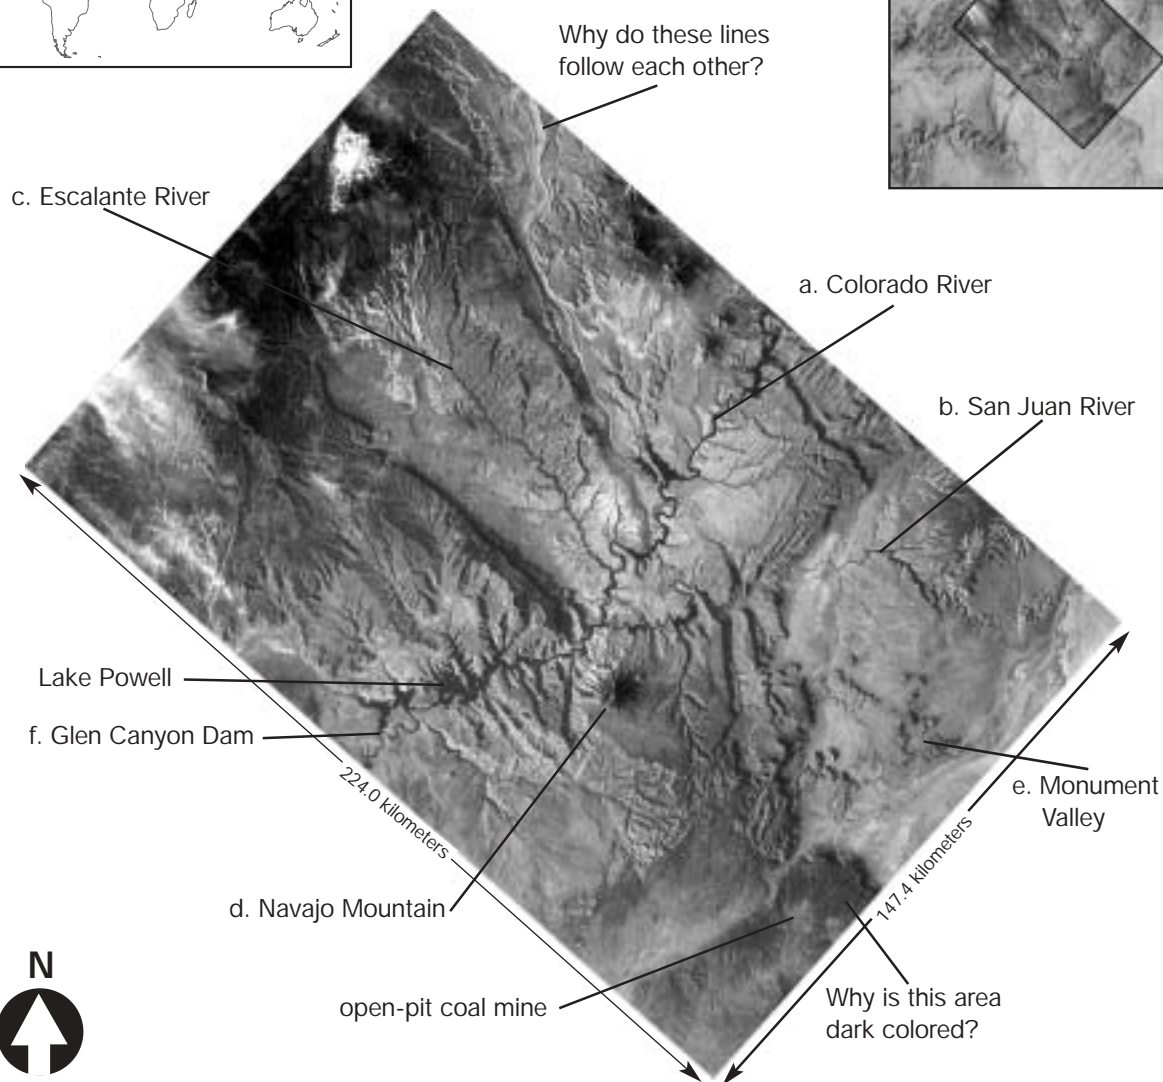 Why do these lines
follow each other?
c. Escalante River
a. Colorado River
b. San Juan River
Lake Powell
f. Glen Canyon Dam
224.0 kilometers
e. Monument
Valley
147.4 kilometers
d. Navajo Mountain
N
open-pit coal mine
Why is this area
dark colored?